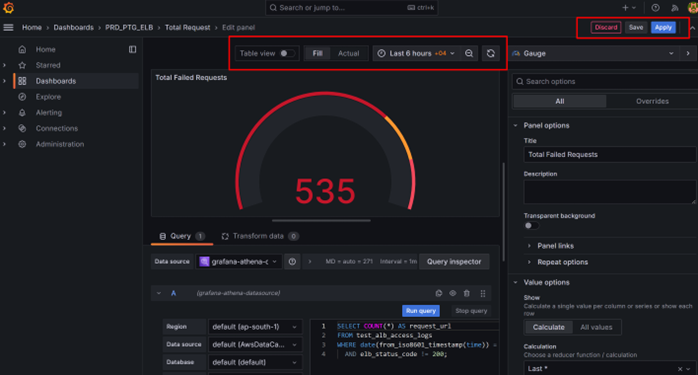 Search or jump to... ctrl+k
Home › Dashboards › PRD_PTG_ELB › Total Request › Edit panel
Discard Save Apply
Home
Starred
Dashboards
Explore
Alerting
Connections
Administration
Table view Fill Actual Last 6 hours +04
Total Failed Requests
535
Query 1 Transform data 0
Data source grafana-athena-c MD = auto = 271 Interval = 1m Query inspector
A (grafana-athena-datasource)
Run query Stop query
Region default (ap-south-1)
Data source default (AwsDataCa...
Database default (default)
1 SELECT COUNT(*) AS request_url
2 FROM test_alb_access_logs
3 WHERE date(from_iso8601_timestamp(time)) =
4 AND elb_status_code != 200;
Gauge
Search options
All Overrides
Panel options
Title
Total Failed Requests
Description
Transparent background
Panel links
Repeat options
Value options
Show
Calculate a single value per column or series or show each
row
Calculate All values
Calculation
Choose a reducer function / calculation
Last *